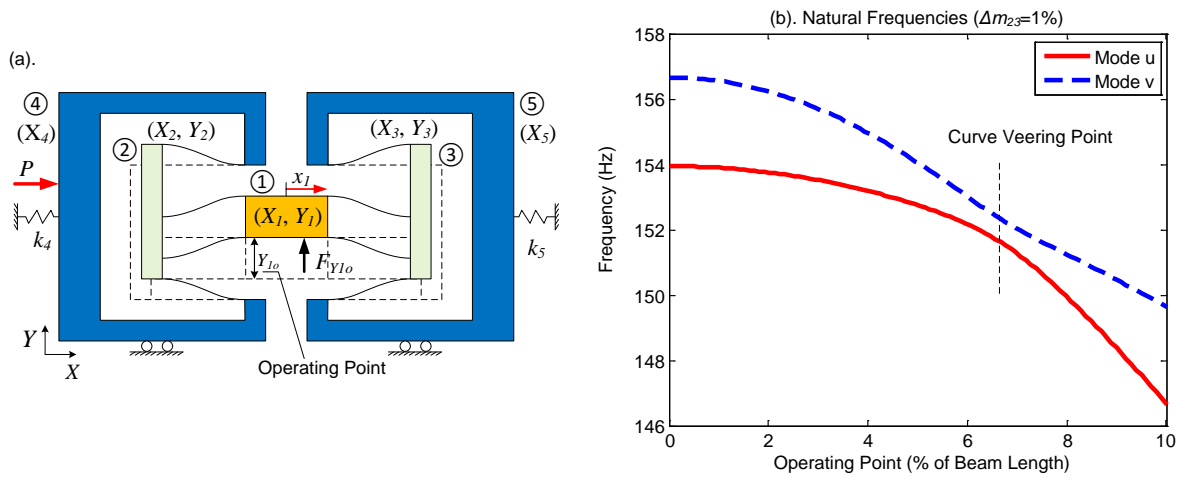 (a).
④
(X₄)
⑤
(X₅)
(X₂, Y₂)
(X₃, Y₃)
②
③
①
x₁
P
(X₁, Y₁)
k₄
k₅
Y₁ₒ
F_Y1o
Y
X
Operating Point
(b). Natural Frequencies (Δm₂₃=1%)
158
156
154
152
150
148
146
Frequency (Hz)
Mode u
Mode v
Curve Veering Point
0
2
4
6
8
10
Operating Point (% of Beam Length)